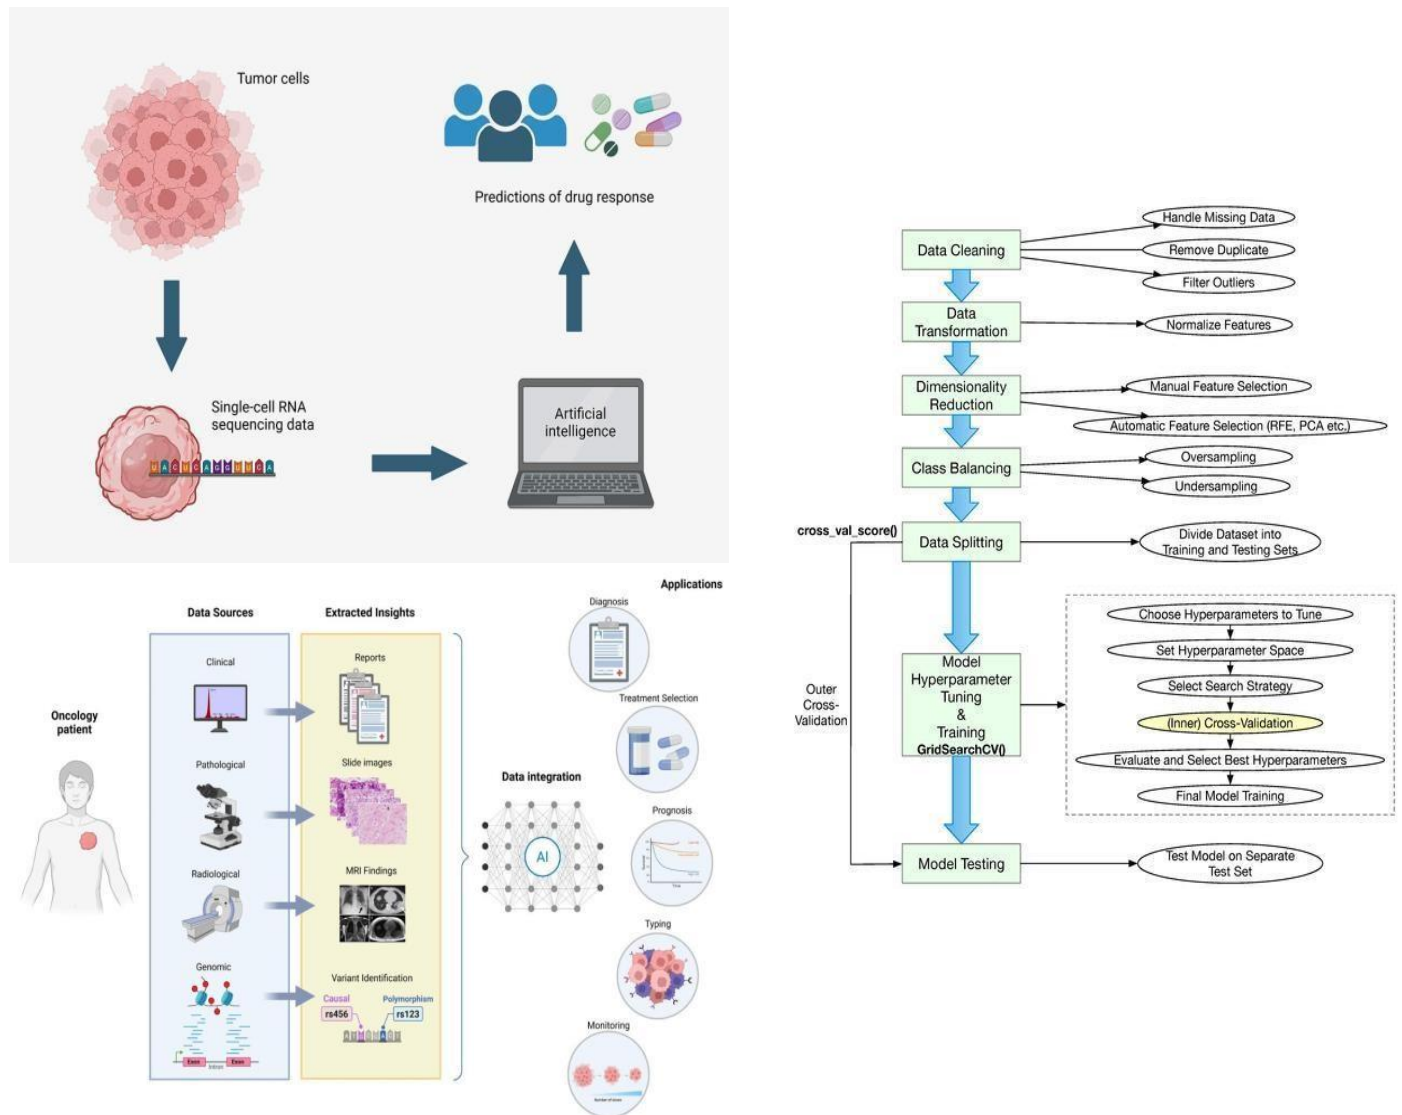 Tumor cells
Predictions of drug response
Single-cell RNA
sequencing data
U A C U C A G G U U C A
Artificial
intelligence
Applications
Data Sources
Extracted Insights
Diagnosis
Clinical
Reports
Treatment Selection
Oncology
patient
Pathological
Slide images
Data integration
AI
Prognosis
Time
Radiological
MRI Findings
Typing
Genomic
Variant Identification
Causal
Polymorphism
rs456
rs123
Exon
Intron
Exon
Monitoring
Data Cleaning
Handle Missing Data
Remove Duplicate
Filter Outliers
Data
Transformation
Normalize Features
Dimensionality
Reduction
Manual Feature Selection
Automatic Feature Selection (RFE, PCA etc.)
Class Balancing
Oversampling
Undersampling
cross_val_score()
Data Splitting
Divide Dataset into
Training and Testing Sets
Outer
Cross-
Validation
Model
Hyperparameter
Tuning
&
Training
GridSearchCV()
Choose Hyperparameters to Tune
Set Hyperparameter Space
Select Search Strategy
(Inner) Cross-Validation
Evaluate and Select Best Hyperparameters
Final Model Training
Model Testing
Test Model on Separate
Test Set